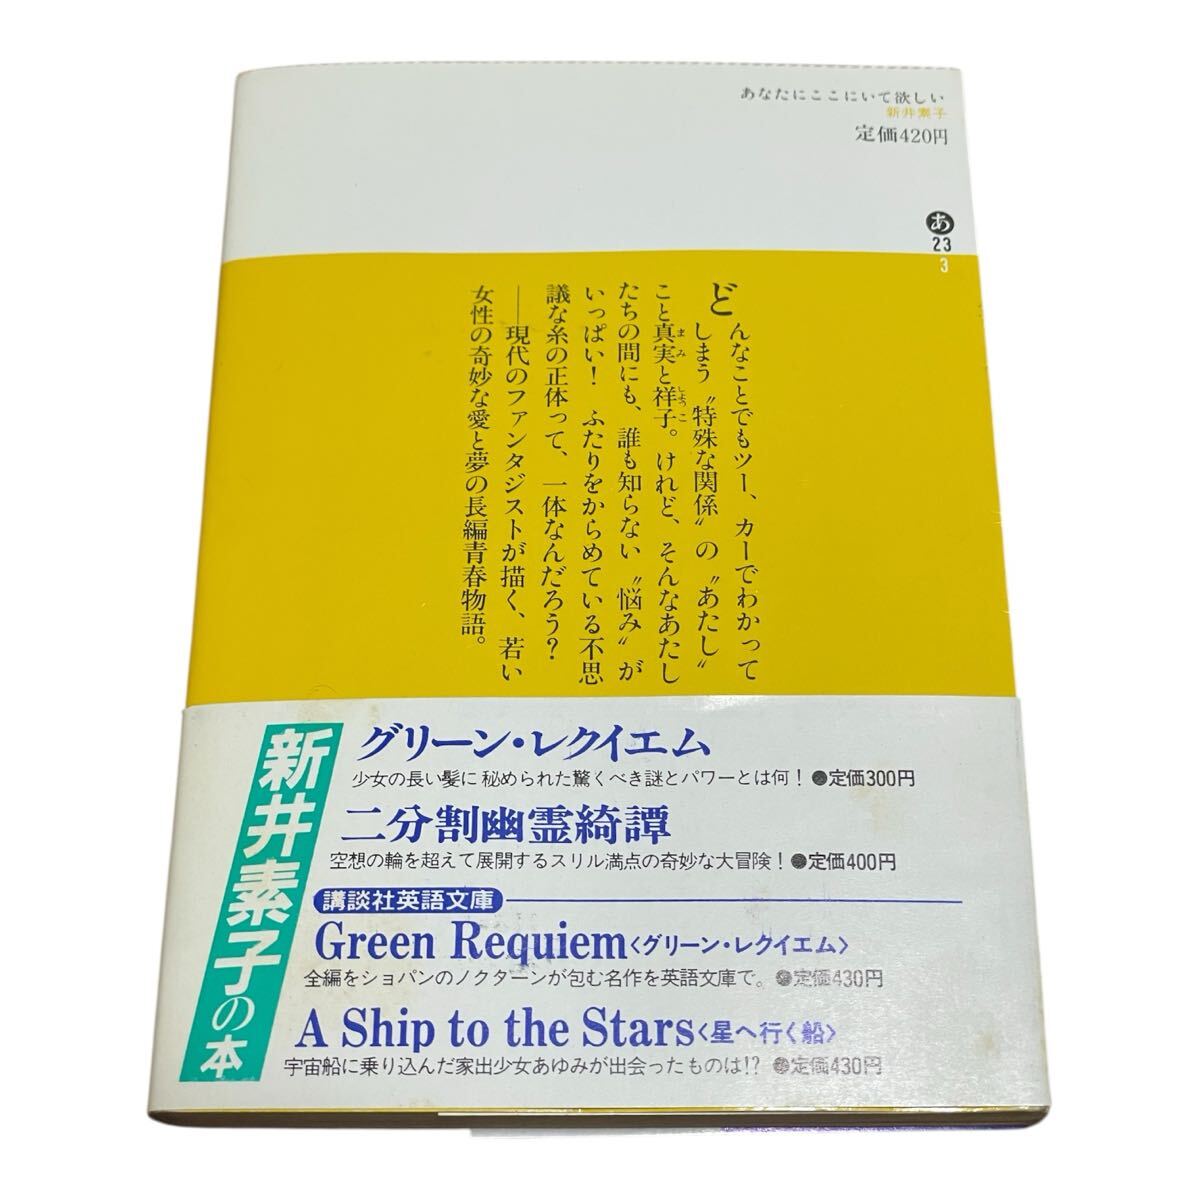 あなたにここにいて欲しい
新井素子
定価420円
あ
23
3
どんなことでもツー、カーでわかって
しまう〝特殊な関係〟の〝あたし〟
こと真実と祥子。けれど、そんなあたし
たちの間にも、誰も知らない〝悩み〟が
いっぱい! ふたりをからめている不思
議な糸の正体って、一体なんだろう?
――現代のファンタジストが描く、若い
女性の奇妙な愛と夢の長編青春物語。
まみ
しょうこ
新井素子の本
グリーン・レクイエム
少女の長い髪に秘められた驚くべき謎とパワーとは何!●定価300円
二分割幽霊綺譚
空想の輪を超えて展開するスリル満点の奇妙な大冒険!●定価400円
講談社英語文庫
Green Requiem〈グリーン・レクイエム〉
全編をショパンのノクターンが包む名作を英語文庫で。●定価430円
A Ship to the Stars〈星へ行く船〉
宇宙船に乗り込んだ家出少女あゆみが出会ったものは!?●定価430円